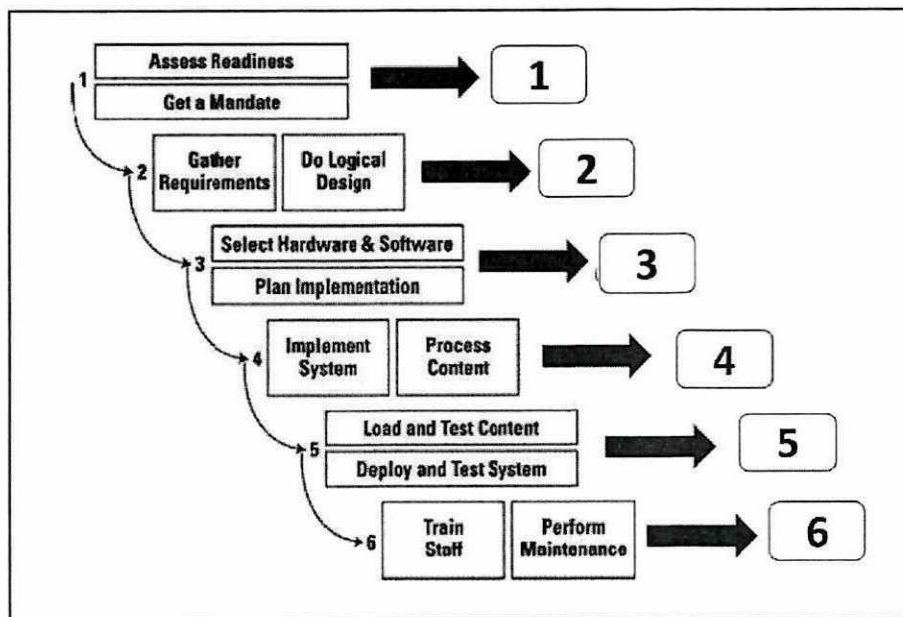 Assess Readiness
1
Get a Mandate
1
2
Gather
Requirements
Do Logical
Design
2
3
Select Hardware & Software
Plan Implementation
3
4
Implement
System
Process
Content
4
5
Load and Test Content
Deploy and Test System
5
6
Train
Staff
Perform
Maintenance
6